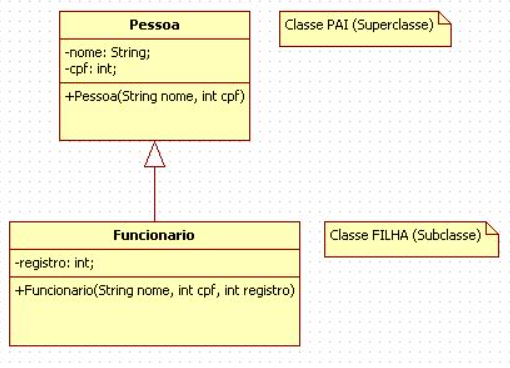 Pessoa
Classe PAI (Superclasse)
-nome: String;
-cpf: int;
+Pessoa(String nome, int cpf)
Funcionario
Classe FILHA (Subclasse)
-registro: int;
+Funcionario(String nome, int cpf, int registro)